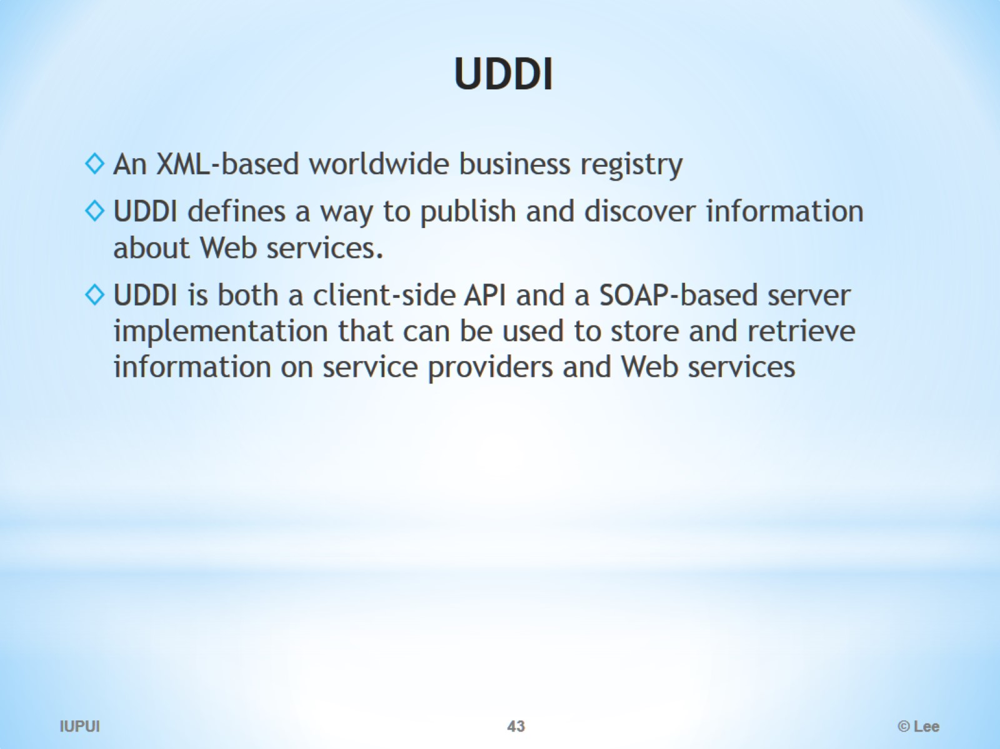 UDDI
◇ An XML-based worldwide business registry
◇ UDDI defines a way to publish and discover information
about Web services.
◇ UDDI is both a client-side API and a SOAP-based server
implementation that can be used to store and retrieve
information on service providers and Web services
IUPUI
43
© Lee